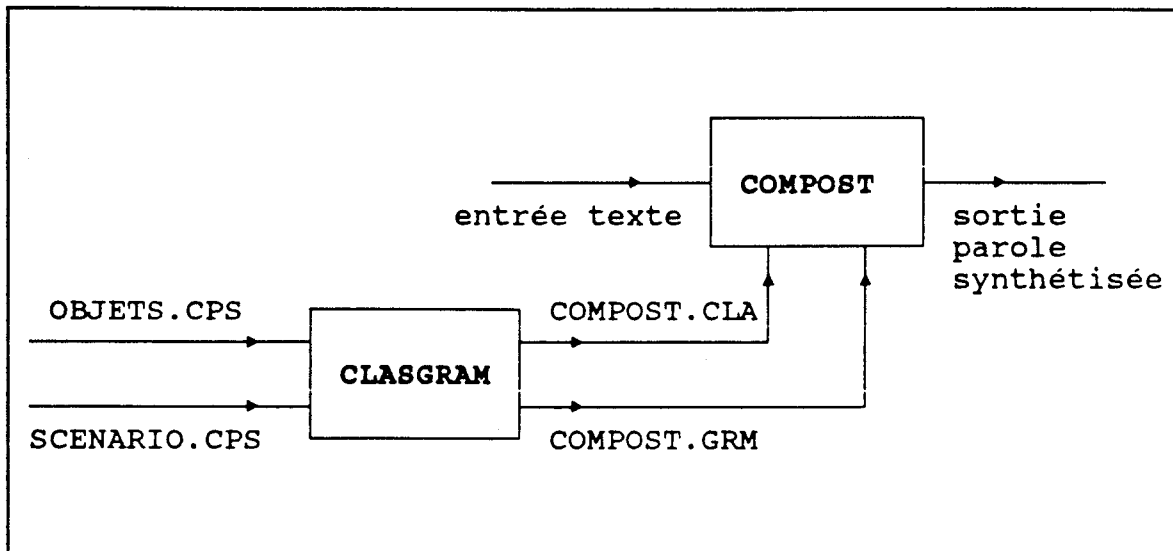 COMPOST
entrée texte
sortie
parole
synthétisée
OBJETS.CPS
COMPOST.CLA
CLASGRAM
SCENARIO.CPS
COMPOST.GRM